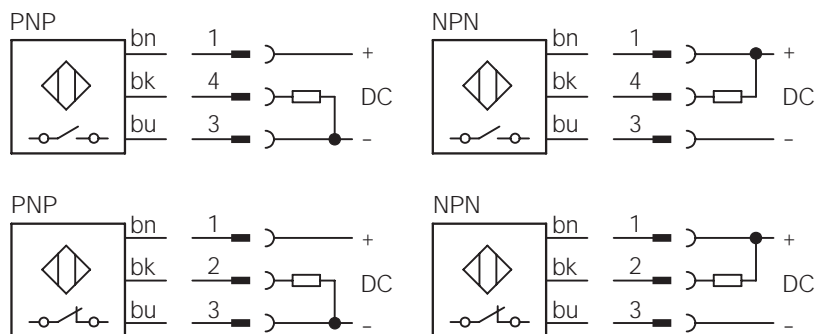 PNP
bn 1 +
bk 4 DC
bu 3 -
NPN
bn 1 +
bk 4 DC
bu 3 -
PNP
bn 1 +
bk 2 DC
bu 3 -
NPN
bn 1 +
bk 2 DC
bu 3 -